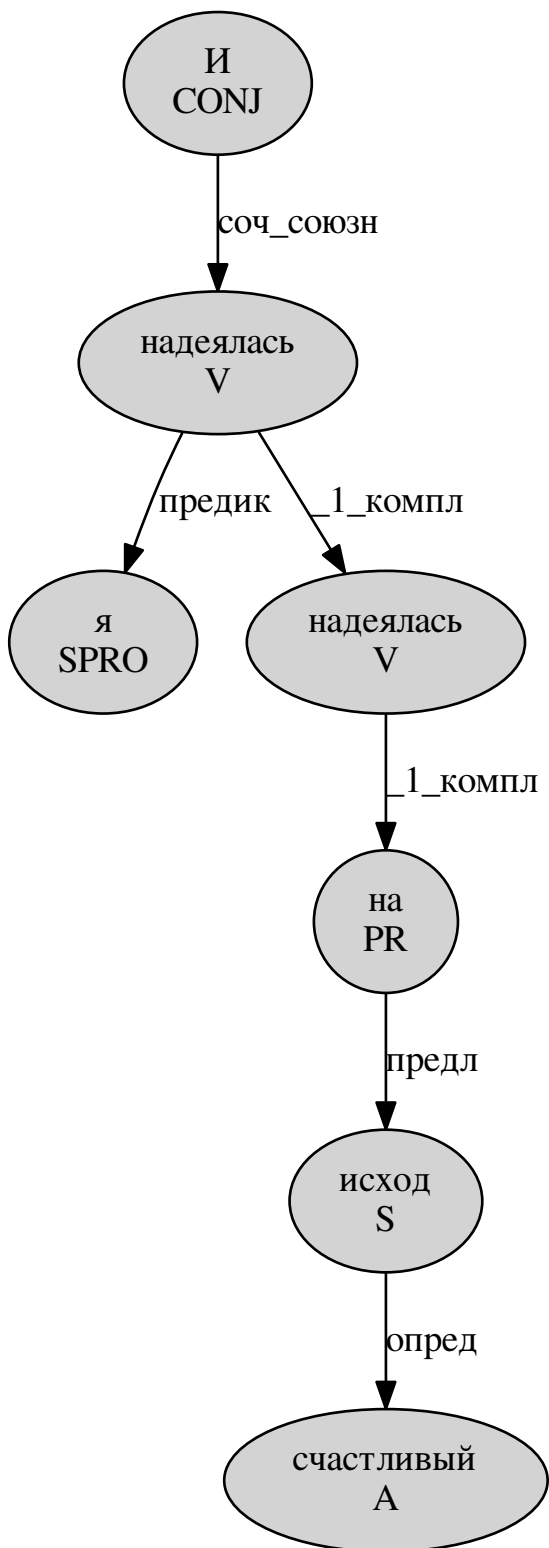 И
CONJ
соч_союзн
надеялась
V
предик
_1_компл
я
SPRO
надеялась
V
_1_компл
на
PR
предл
исход
S
опред
счастливый
A